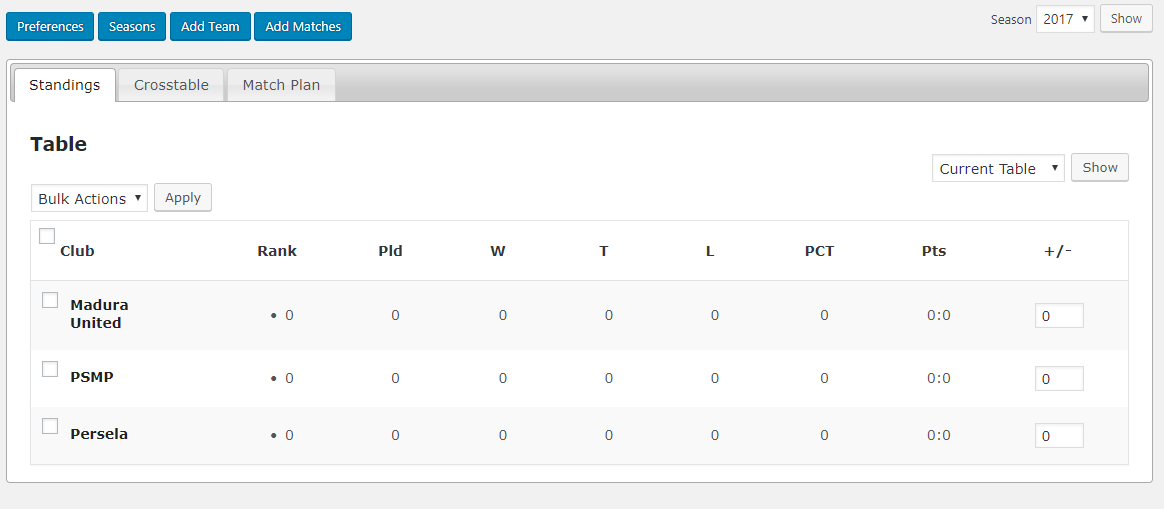 Preferences Seasons Add Team Add Matches Season 2017 Show
Standings Crosstable Match Plan
Table
Current Table Show
Bulk Actions Apply
Club Rank Pld W T L PCT Pts +/-
Madura
United • 0 0 0 0 0 0 0:0 0
PSMP • 0 0 0 0 0 0 0:0 0
Persela • 0 0 0 0 0 0 0:0 0